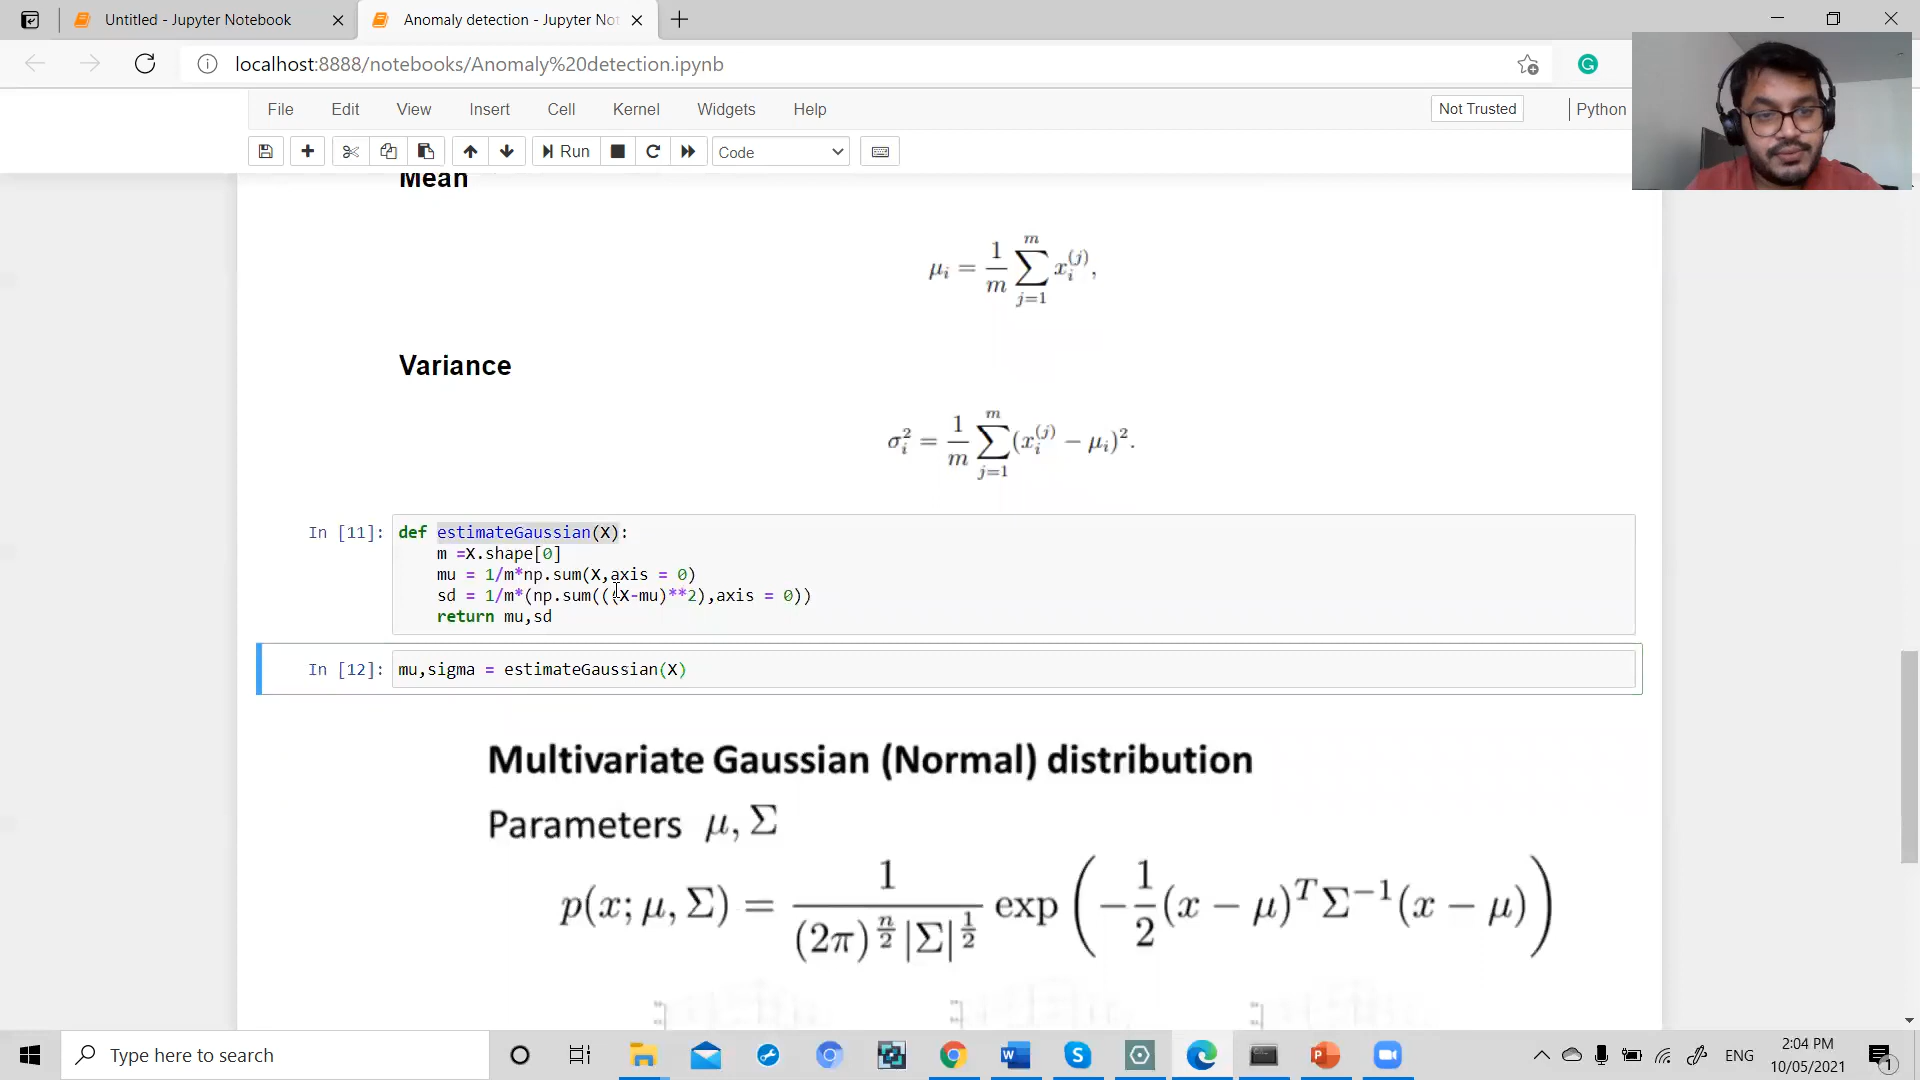 Untitled - Jupyter Notebook
Anomaly detection - Jupyter Not
localhost:8888/notebooks/Anomaly%20detection.ipynb
File Edit View Insert Cell Kernel Widgets Help
Not Trusted
Python
Run
Code
Mean
μ_i = 1/m ∑_{j=1}^{m} x_i^{(j)},
Variance
σ_i^2 = 1/m ∑_{j=1}^{m} (x_i^{(j)} − μ_i)^2.
In [11]:
def estimateGaussian(X):
m =X.shape[0]
mu = 1/m*np.sum(X,axis = 0)
sd = 1/m*(np.sum(((X-mu)**2),axis = 0))
return mu,sd
In [12]:
mu,sigma = estimateGaussian(X)
Multivariate Gaussian (Normal) distribution
Parameters μ, Σ
p(x; μ, Σ) = 1/((2π)^{n/2}|Σ|^{1/2}) exp(−1/2(x − μ)^T Σ^{−1}(x − μ))
Type here to search
ENG
2:04 PM
10/05/2021
1